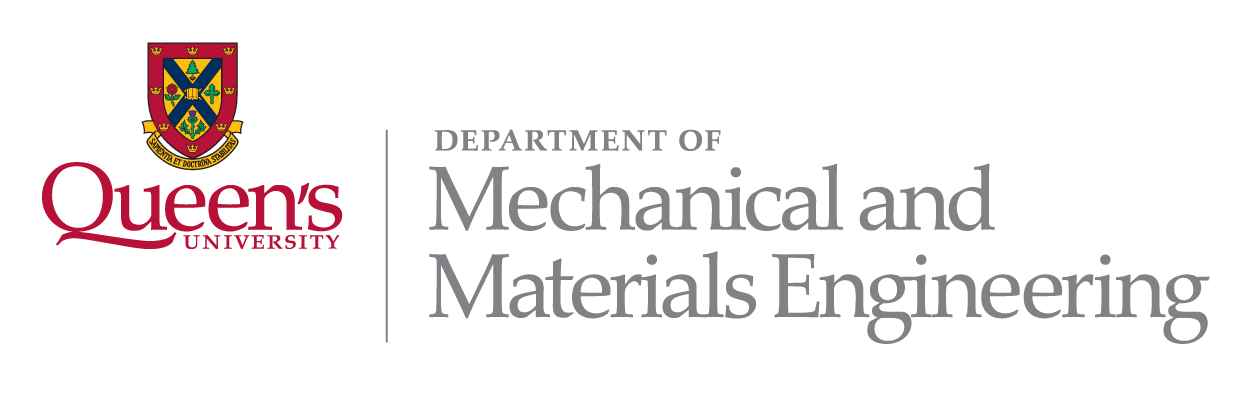 SAPIENTIA ET DOCTRINA STABILITAS
Queen's
UNIVERSITY
DEPARTMENT OF
Mechanical and
Materials Engineering